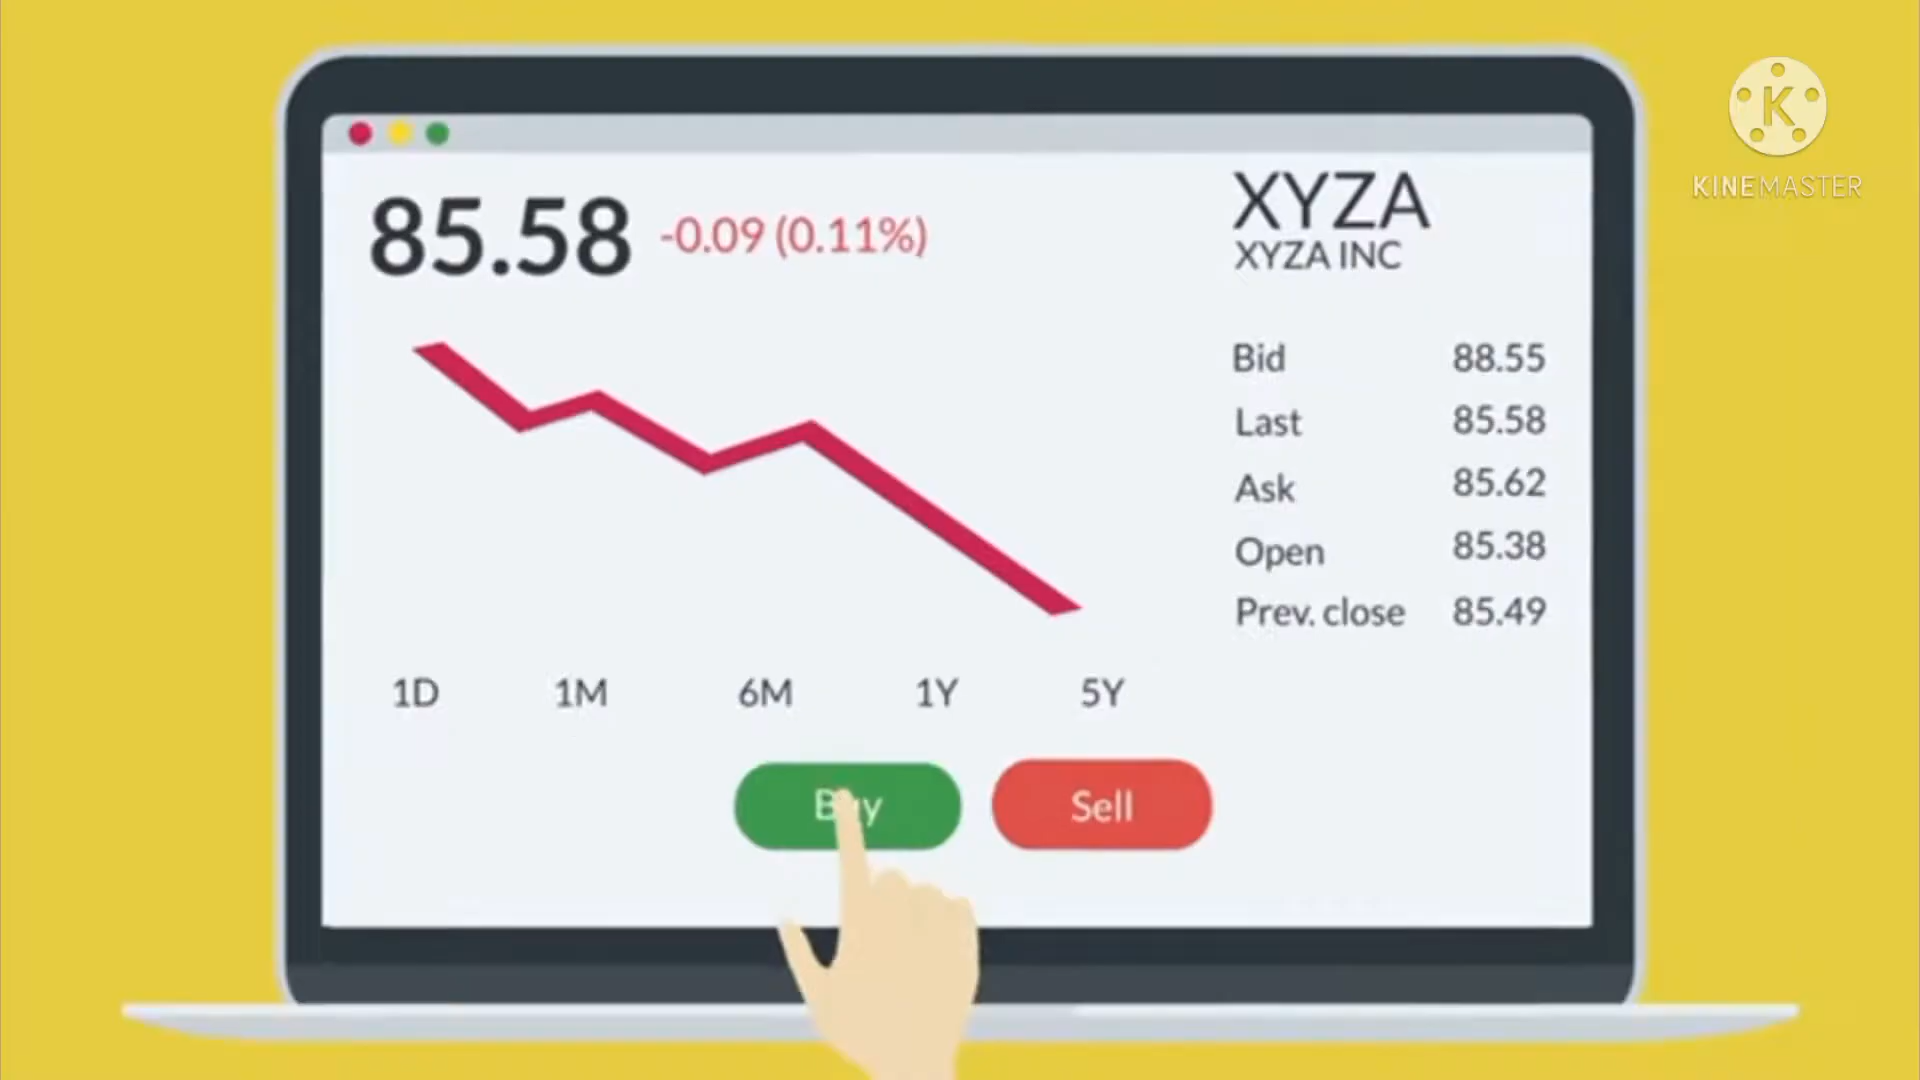 KINEMASTER
85.58 -0.09 (0.11%)
XYZA
XYZA INC
Bid 88.55
Last 85.58
Ask 85.62
Open 85.38
Prev. close 85.49
1D 1M 6M 1Y 5Y
Buy Sell